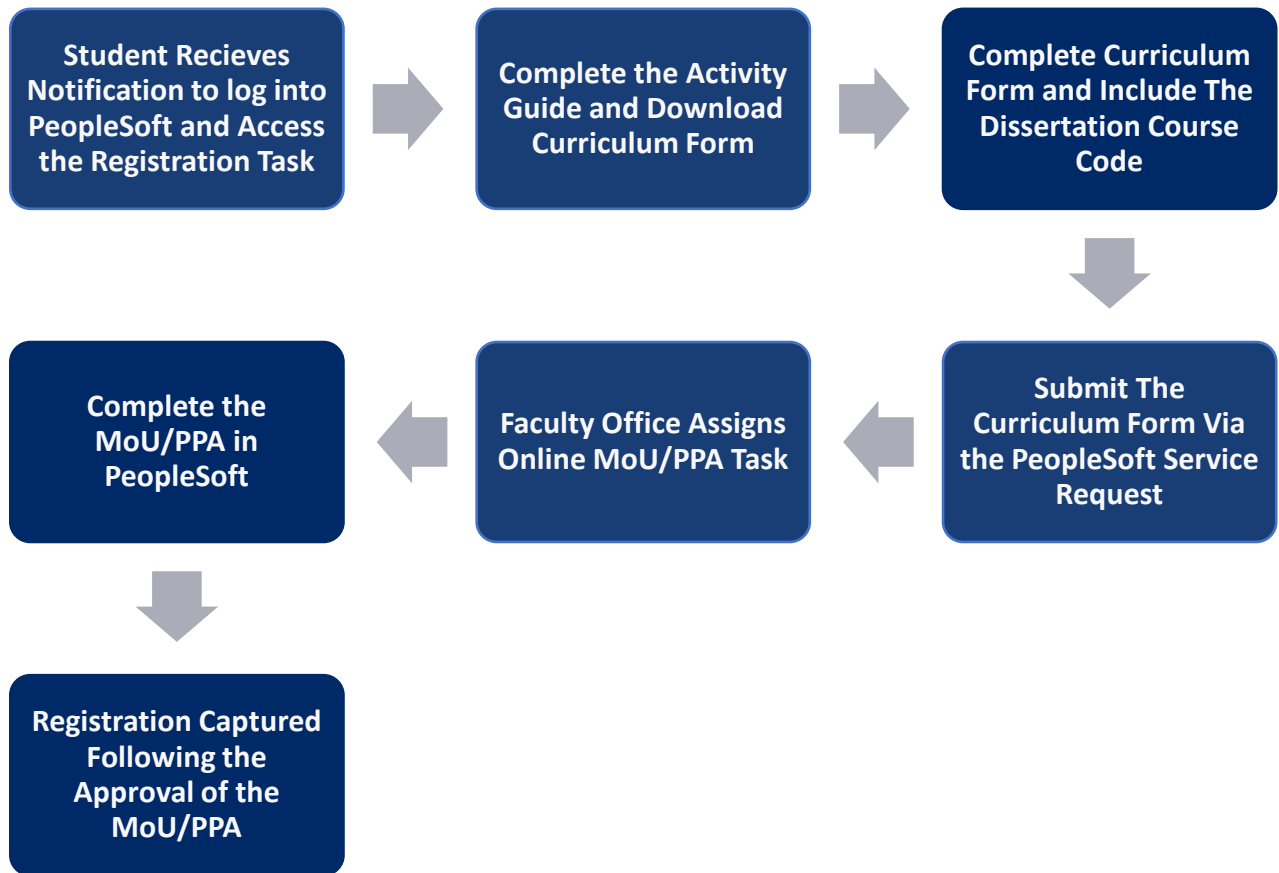 Student Recieves
Notification to log into
PeopleSoft and Access
the Registration Task
Complete the Activity
Guide and Download
Curriculum Form
Complete Curriculum
Form and Include The
Dissertation Course
Code
Submit The
Curriculum Form Via
the PeopleSoft Service
Request
Faculty Office Assigns
Online MoU/PPA Task
Complete the
MoU/PPA in
PeopleSoft
Registration Captured
Following the
Approval of the
MoU/PPA